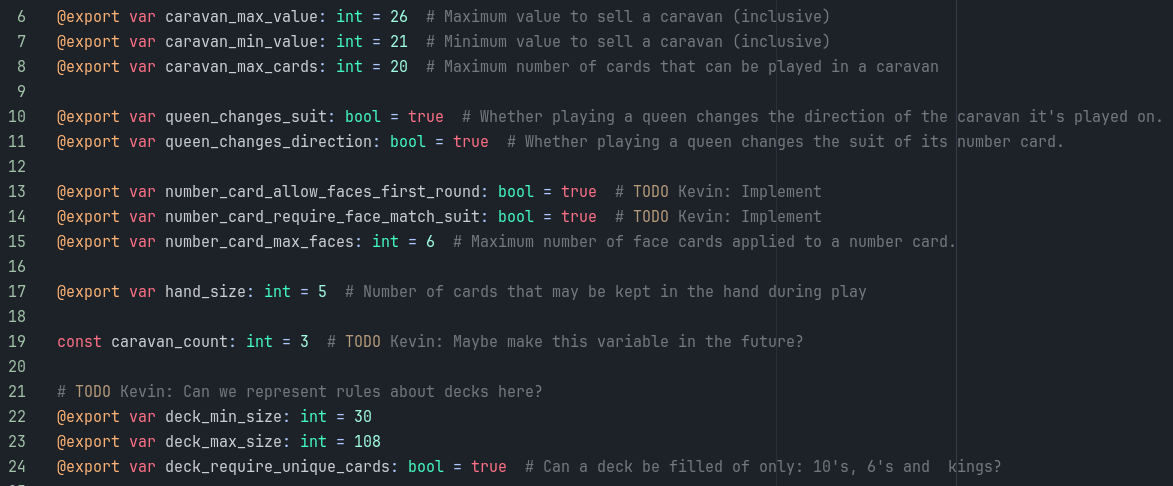 6 @export var caravan_max_value: int = 26  # Maximum value to sell a caravan (inclusive)
7 @export var caravan_min_value: int = 21  # Minimum value to sell a caravan (inclusive)
8 @export var caravan_max_cards: int = 20  # Maximum number of cards that can be played in a caravan
9
10 @export var queen_changes_suit: bool = true  # Whether playing a queen changes the direction of the caravan it's played on.
11 @export var queen_changes_direction: bool = true  # Whether playing a queen changes the suit of its number card.
12
13 @export var number_card_allow_faces_first_round: bool = true  # TODO Kevin: Implement
14 @export var number_card_require_face_match_suit: bool = true  # TODO Kevin: Implement
15 @export var number_card_max_faces: int = 6  # Maximum number of face cards applied to a number card.
16
17 @export var hand_size: int = 5  # Number of cards that may be kept in the hand during play
18
19 const caravan_count: int = 3  # TODO Kevin: Maybe make this variable in the future?
20
21 # TODO Kevin: Can we represent rules about decks here?
22 @export var deck_min_size: int = 30
23 @export var deck_max_size: int = 108
24 @export var deck_require_unique_cards: bool = true  # Can a deck be filled of only: 10's, 6's and  kings?